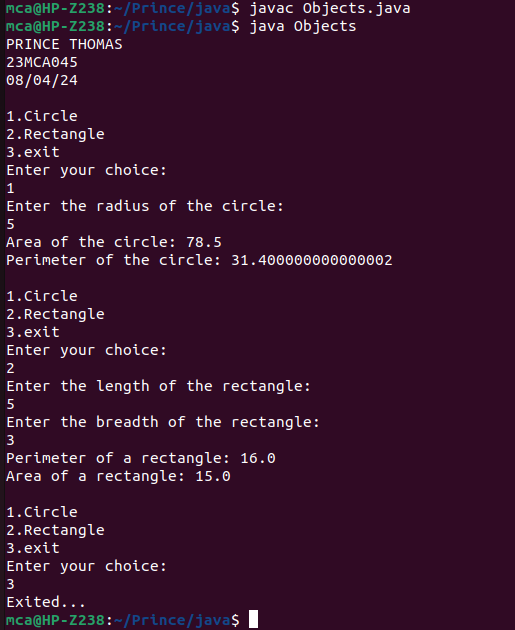 mca@HP-Z238:~/Prince/java$ javac Objects.java
mca@HP-Z238:~/Prince/java$ java Objects
PRINCE THOMAS
23MCA045
08/04/24

1.Circle
2.Rectangle
3.exit
Enter your choice:
1
Enter the radius of the circle:
5
Area of the circle: 78.5
Perimeter of the circle: 31.400000000000002

1.Circle
2.Rectangle
3.exit
Enter your choice:
2
Enter the length of the rectangle:
5
Enter the breadth of the rectangle:
3
Perimeter of a rectangle: 16.0
Area of a rectangle: 15.0

1.Circle
2.Rectangle
3.exit
Enter your choice:
3
Exited...
mca@HP-Z238:~/Prince/java$